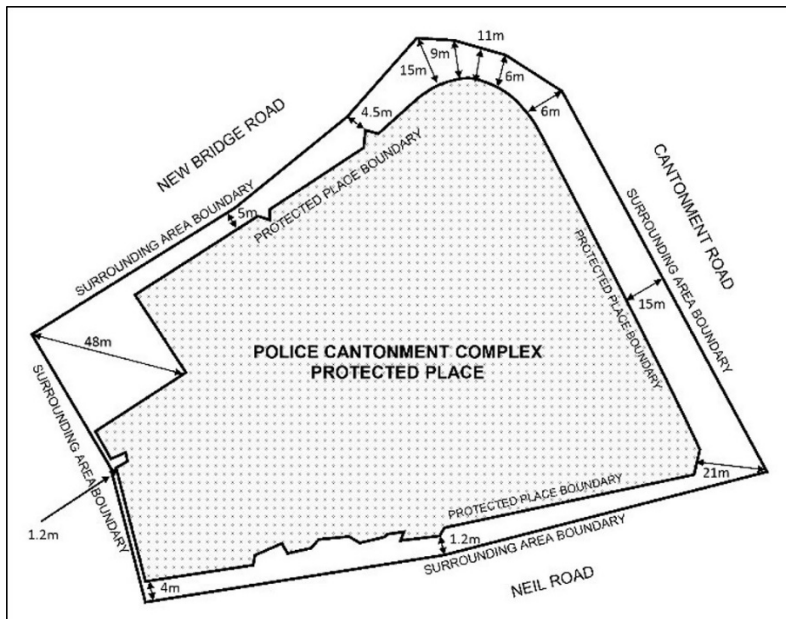 11m
9m
15m
6m
4.5m
6m
NEW BRIDGE ROAD
CANTONMENT ROAD
SURROUNDING AREA BOUNDARY
PROTECTED PLACE BOUNDARY
5m
SURROUNDING AREA BOUNDARY
PROTECTED PLACE BOUNDARY
15m
48m
POLICE CANTONMENT COMPLEX
PROTECTED PLACE
SURROUNDING AREA BOUNDARY
21m
PROTECTED PLACE BOUNDARY
1.2m
1.2m
SURROUNDING AREA BOUNDARY
4m
NEIL ROAD